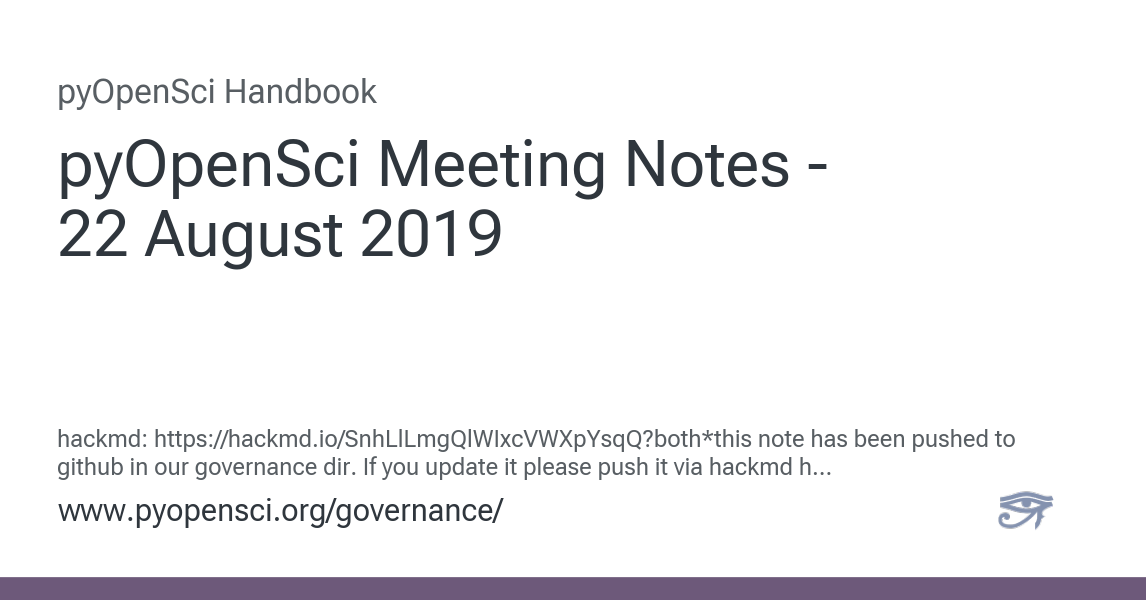 pyOpenSci Handbook
pyOpenSci Meeting Notes -
22 August 2019
hackmd: https://hackmd.io/SnhLlLmgQlWIxcVWXpYsqQ?both*this note has been pushed to
github in our governance dir. If you update it please push it via hackmd h...
www.pyopensci.org/governance/